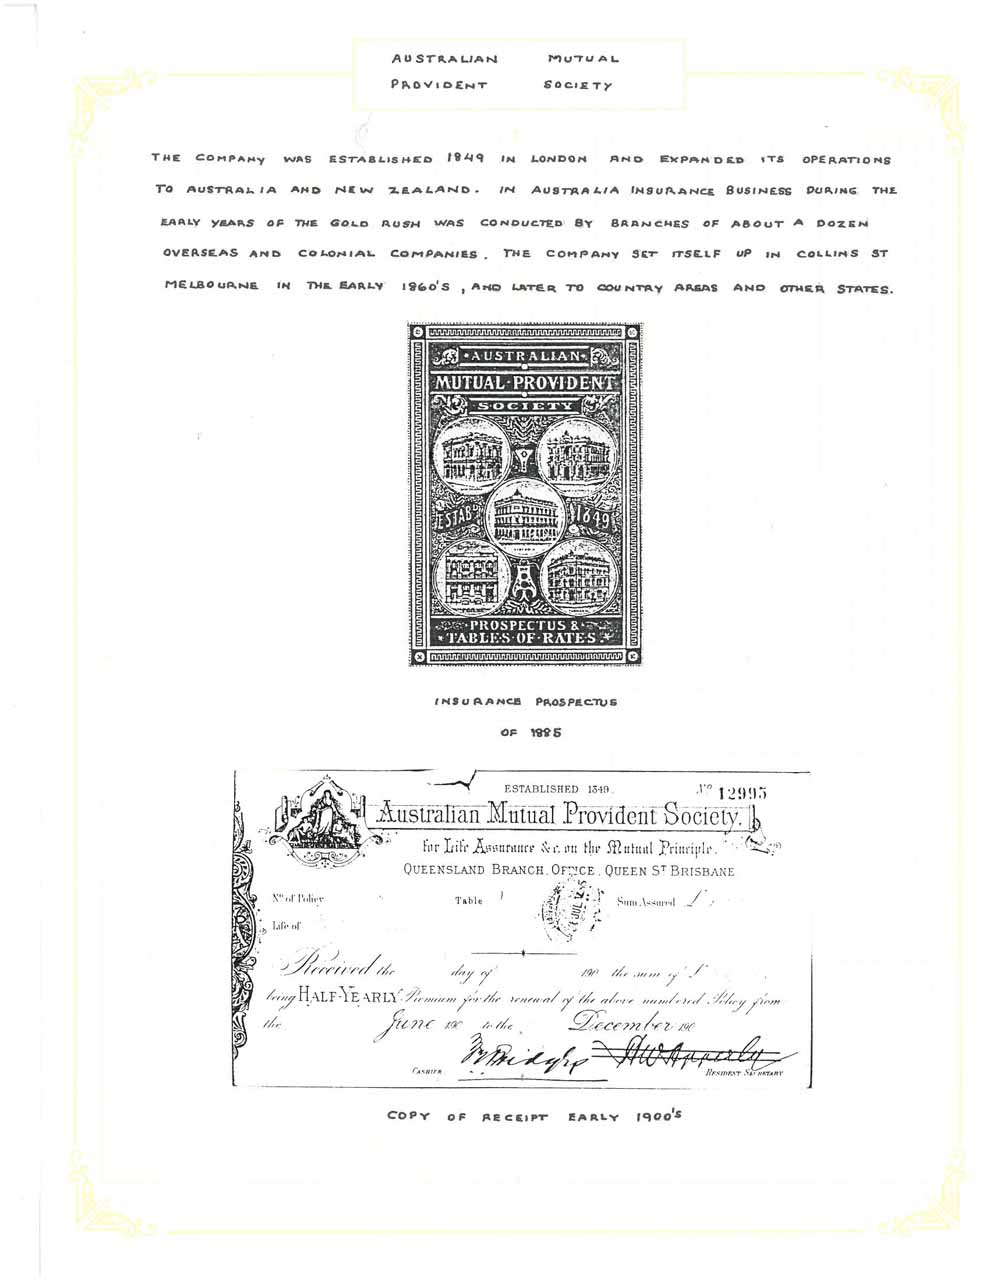 AUSTRALIAN MUTUAL
PROVIDENT SOCIETY
THE COMPANY WAS ESTABLISHED 1849 IN LONDON AND EXPANDED ITS OPERATIONS
TO AUSTRALIA AND NEW ZEALAND. IN AUSTRALIA INSURANCE BUSINESS DURING THE
EARLY YEARS OF THE GOLD RUSH WAS CONDUCTED BY BRANCHES OF ABOUT A DOZEN
OVERSEAS AND COLONIAL COMPANIES. THE COMPANY SET ITSELF UP IN COLLINS ST
MELBOURNE IN THE EARLY 1860'S, AND LATER TO COUNTRY AREAS AND OTHER STATES.
AUSTRALIAN
MUTUAL·PROVIDENT
SOCIETY
ESTABD 1849
PROSPECTUS &
TABLES·OF·RATES
INSURANCE PROSPECTUS
OF 1885
ESTABLISHED 1849. No 12995
Australian Mutual Provident Society.
for Life Assurance &c. on the Mutual Principle.
QUEENSLAND BRANCH. OFFICE. QUEEN ST BRISBANE
No of Policy Table Sum Assured £
Life of
JUL 12
Received the day of 190 the sum of £
being HALF-YEARLY Premium for the renewal of the above numbered Policy from
the June 190 to the December 190
CASHIER RESIDENT SECRETARY
COPY OF RECEIPT EARLY 1900's